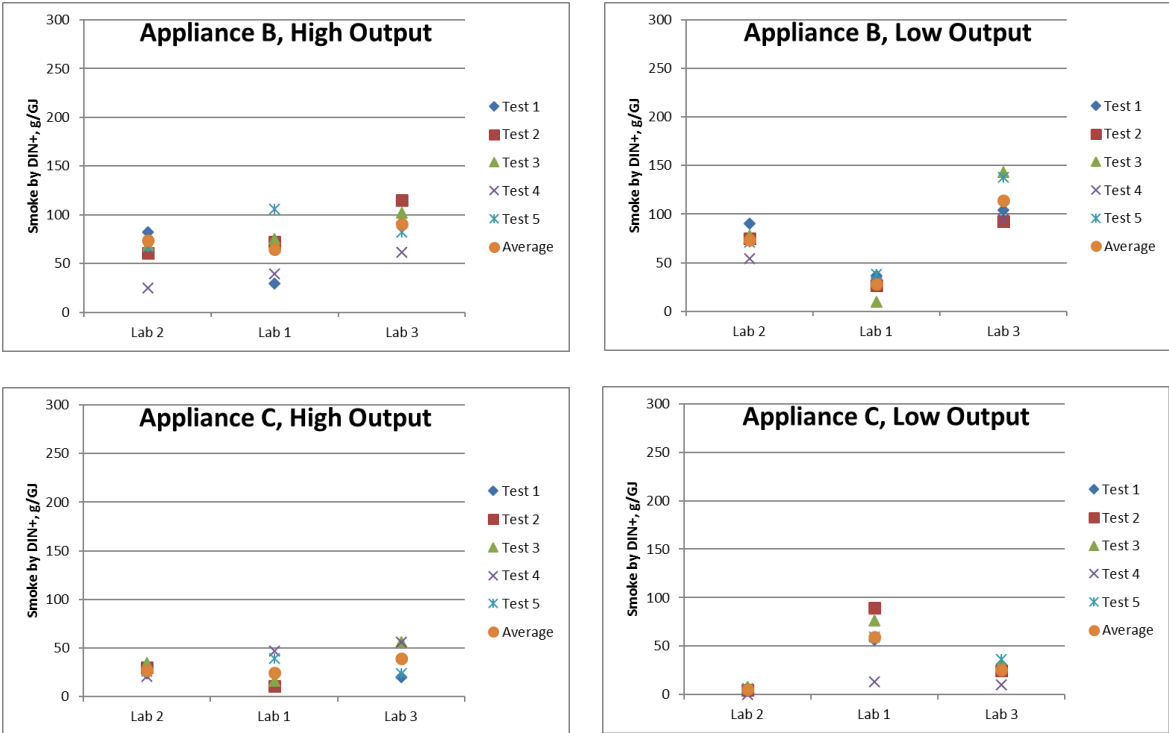 Appliance B, High Output
Smoke by DIN+, g/GJ
300
250
200
150
100
50
0
Lab 2 Lab 1 Lab 3
Test 1
Test 2
Test 3
Test 4
Test 5
Average
Appliance B, Low Output
Smoke by DIN+, g/GJ
300
250
200
150
100
50
0
Lab 2 Lab 1 Lab 3
Test 1
Test 2
Test 3
Test 4
Test 5
Average
Appliance C, High Output
Smoke by DIN+, g/GJ
300
250
200
150
100
50
0
Lab 2 Lab 1 Lab 3
Test 1
Test 2
Test 3
Test 4
Test 5
Average
Appliance C, Low Output
Smoke by DIN+, g/GJ
300
250
200
150
100
50
0
Lab 2 Lab 1 Lab 3
Test 1
Test 2
Test 3
Test 4
Test 5
Average